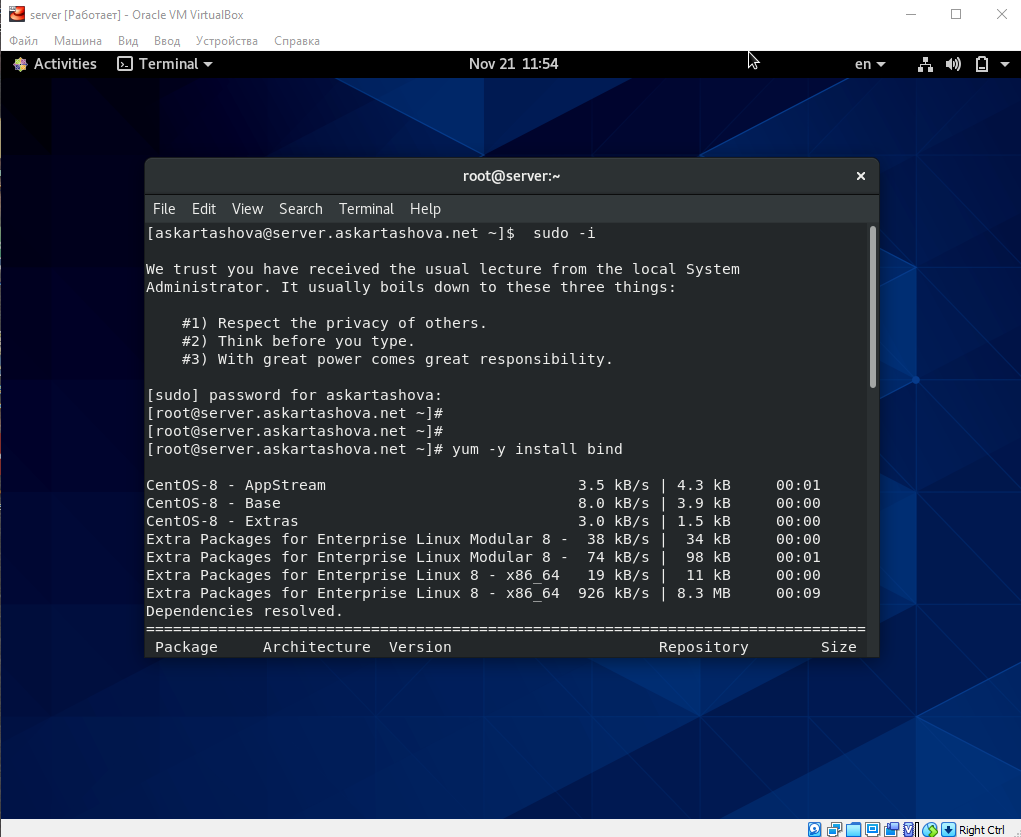 server [Работает] - Oracle VM VirtualBox
Файл Машина Вид Ввод Устройства Справка
Activities Terminal Nov 21 11:54 en
root@server:~
File Edit View Search Terminal Help
[askartashova@server.askartashova.net ~]$  sudo -i
We trust you have received the usual lecture from the local System
Administrator. It usually boils down to these three things:
#1) Respect the privacy of others.
#2) Think before you type.
#3) With great power comes great responsibility.
[sudo] password for askartashova:
[root@server.askartashova.net ~]#
[root@server.askartashova.net ~]#
[root@server.askartashova.net ~]# yum -y install bind
CentOS-8 - AppStream 3.5 kB/s | 4.3 kB 00:01
CentOS-8 - Base 8.0 kB/s | 3.9 kB 00:00
CentOS-8 - Extras 3.0 kB/s | 1.5 kB 00:00
Extra Packages for Enterprise Linux Modular 8 - 38 kB/s | 34 kB 00:00
Extra Packages for Enterprise Linux Modular 8 - 74 kB/s | 98 kB 00:01
Extra Packages for Enterprise Linux 8 - x86_64 19 kB/s | 11 kB 00:00
Extra Packages for Enterprise Linux 8 - x86_64 926 kB/s | 8.3 MB 00:09
Dependencies resolved.
================================================================================
Package Architecture Version Repository Size
Right Ctrl